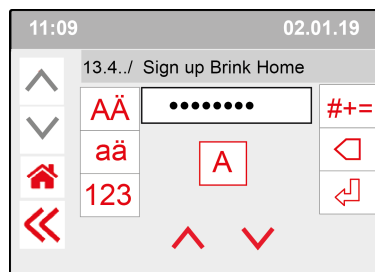 11:09 02.01.19
13.4../ Sign up Brink Home
AÄ •••••••• #+=
aä A
123